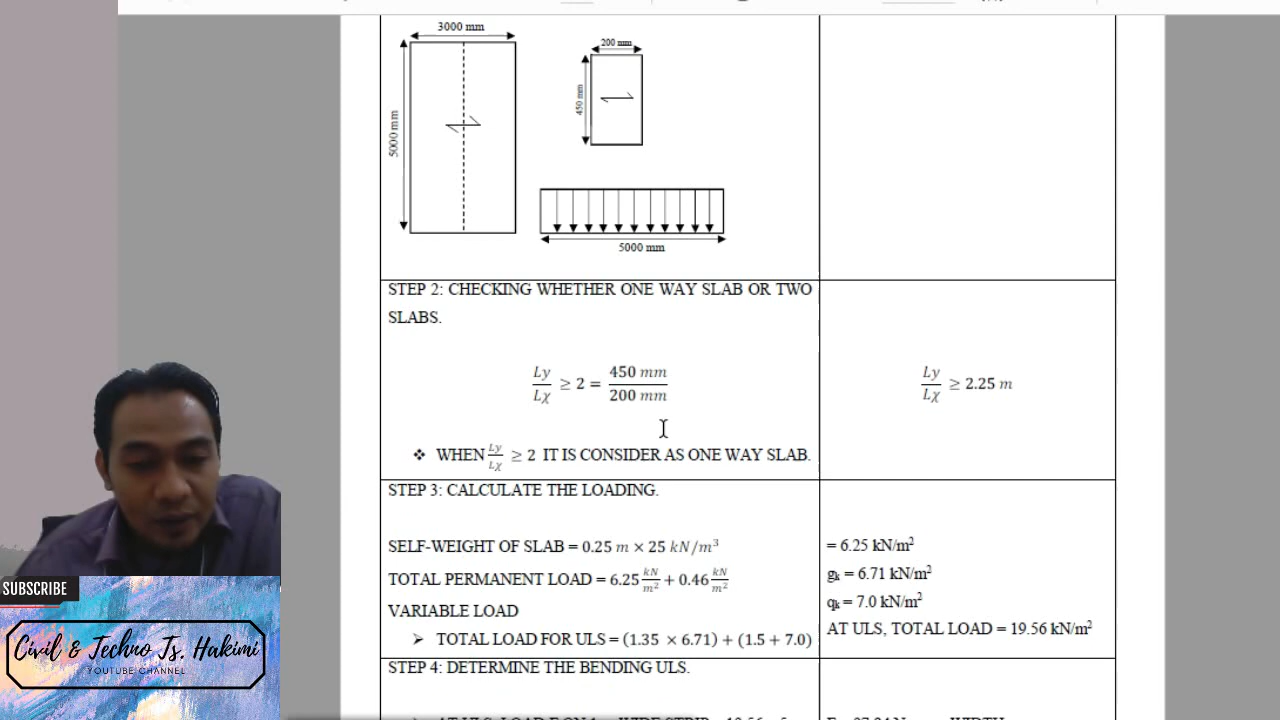 3000 mm
200 mm
450 mm
5000 mm
5000 mm
STEP 2: CHECKING WHETHER ONE WAY SLAB OR TWO
SLABS.
Ly/Lχ ≥ 2 = 450 mm/200 mm
Ly/Lχ ≥ 2.25 m
❖ WHEN Ly/Lχ ≥ 2 IT IS CONSIDER AS ONE WAY SLAB.
STEP 3: CALCULATE THE LOADING.
SELF-WEIGHT OF SLAB = 0.25 m × 25 kN/m³
= 6.25 kN/m²
TOTAL PERMANENT LOAD = 6.25 kN/m² + 0.46 kN/m²
gk = 6.71 kN/m²
VARIABLE LOAD
qk = 7.0 kN/m²
➢ TOTAL LOAD FOR ULS = (1.35 × 6.71) + (1.5 + 7.0)
AT ULS, TOTAL LOAD = 19.56 kN/m²
STEP 4: DETERMINE THE BENDING ULS.
SUBSCRIBE
Civil & Techno Ts. Hakimi
YOUTUBE CHANNEL